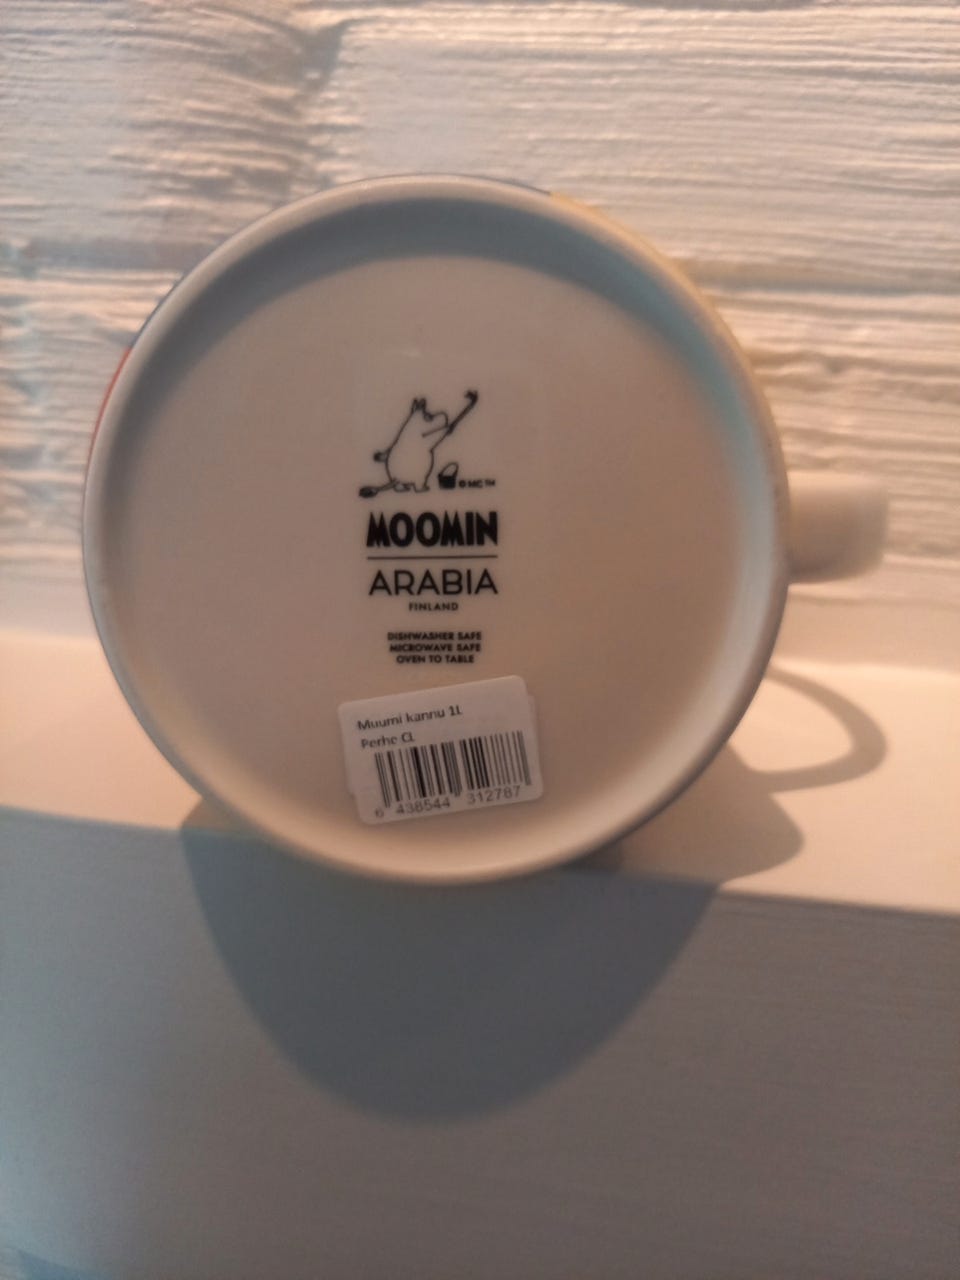 © MC™
MOOMIN
ARABIA
FINLAND
DISHWASHER SAFE
MICROWAVE SAFE
OVEN TO TABLE
Muumi kannu 1L
Perhe CL
6 438544 312787